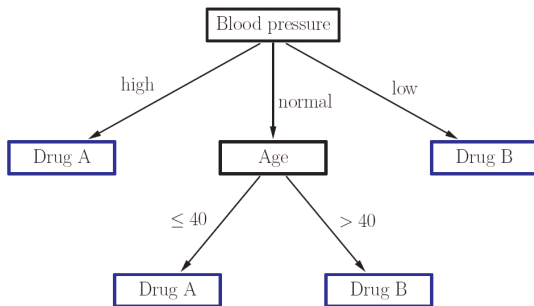 Blood pressure
high
normal
low
Drug A
Age
Drug B
≤ 40
> 40
Drug A
Drug B